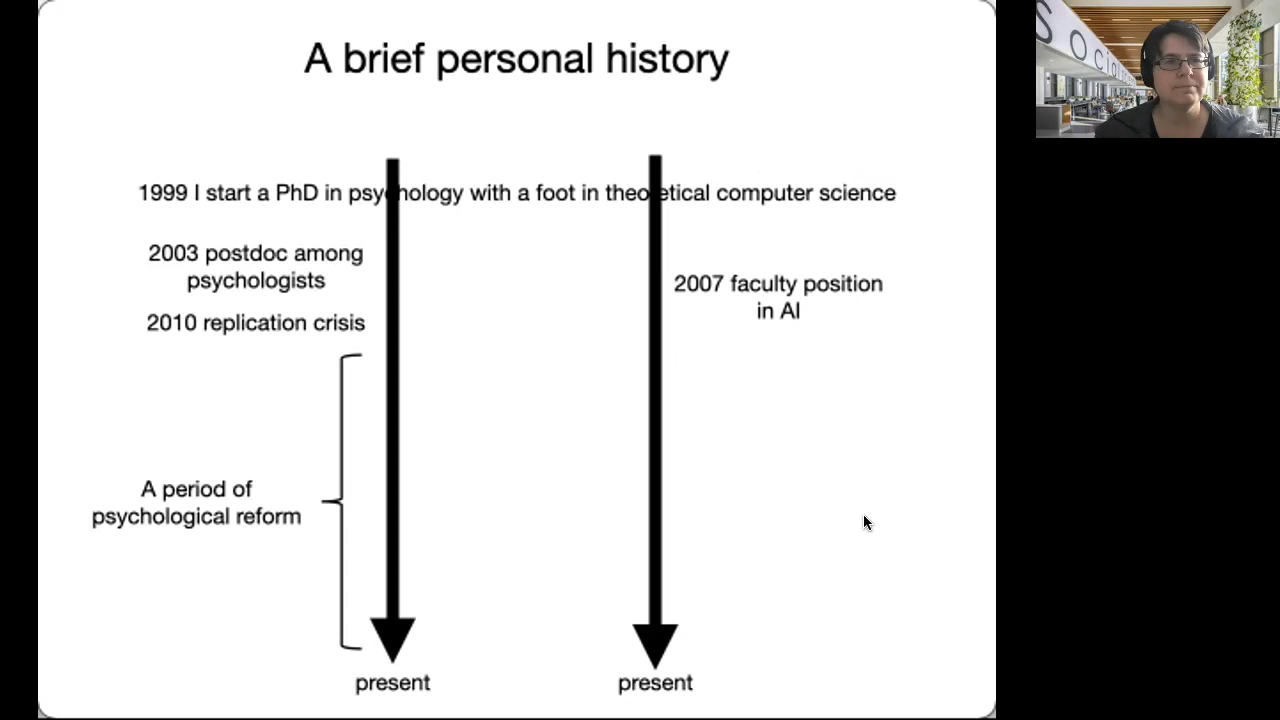 A brief personal history
1999 I start a PhD in psychology with a foot in theoretical computer science
2003 postdoc among
psychologists
2007 faculty position
in AI
2010 replication crisis
A period of
psychological reform
present
present
SOCIO